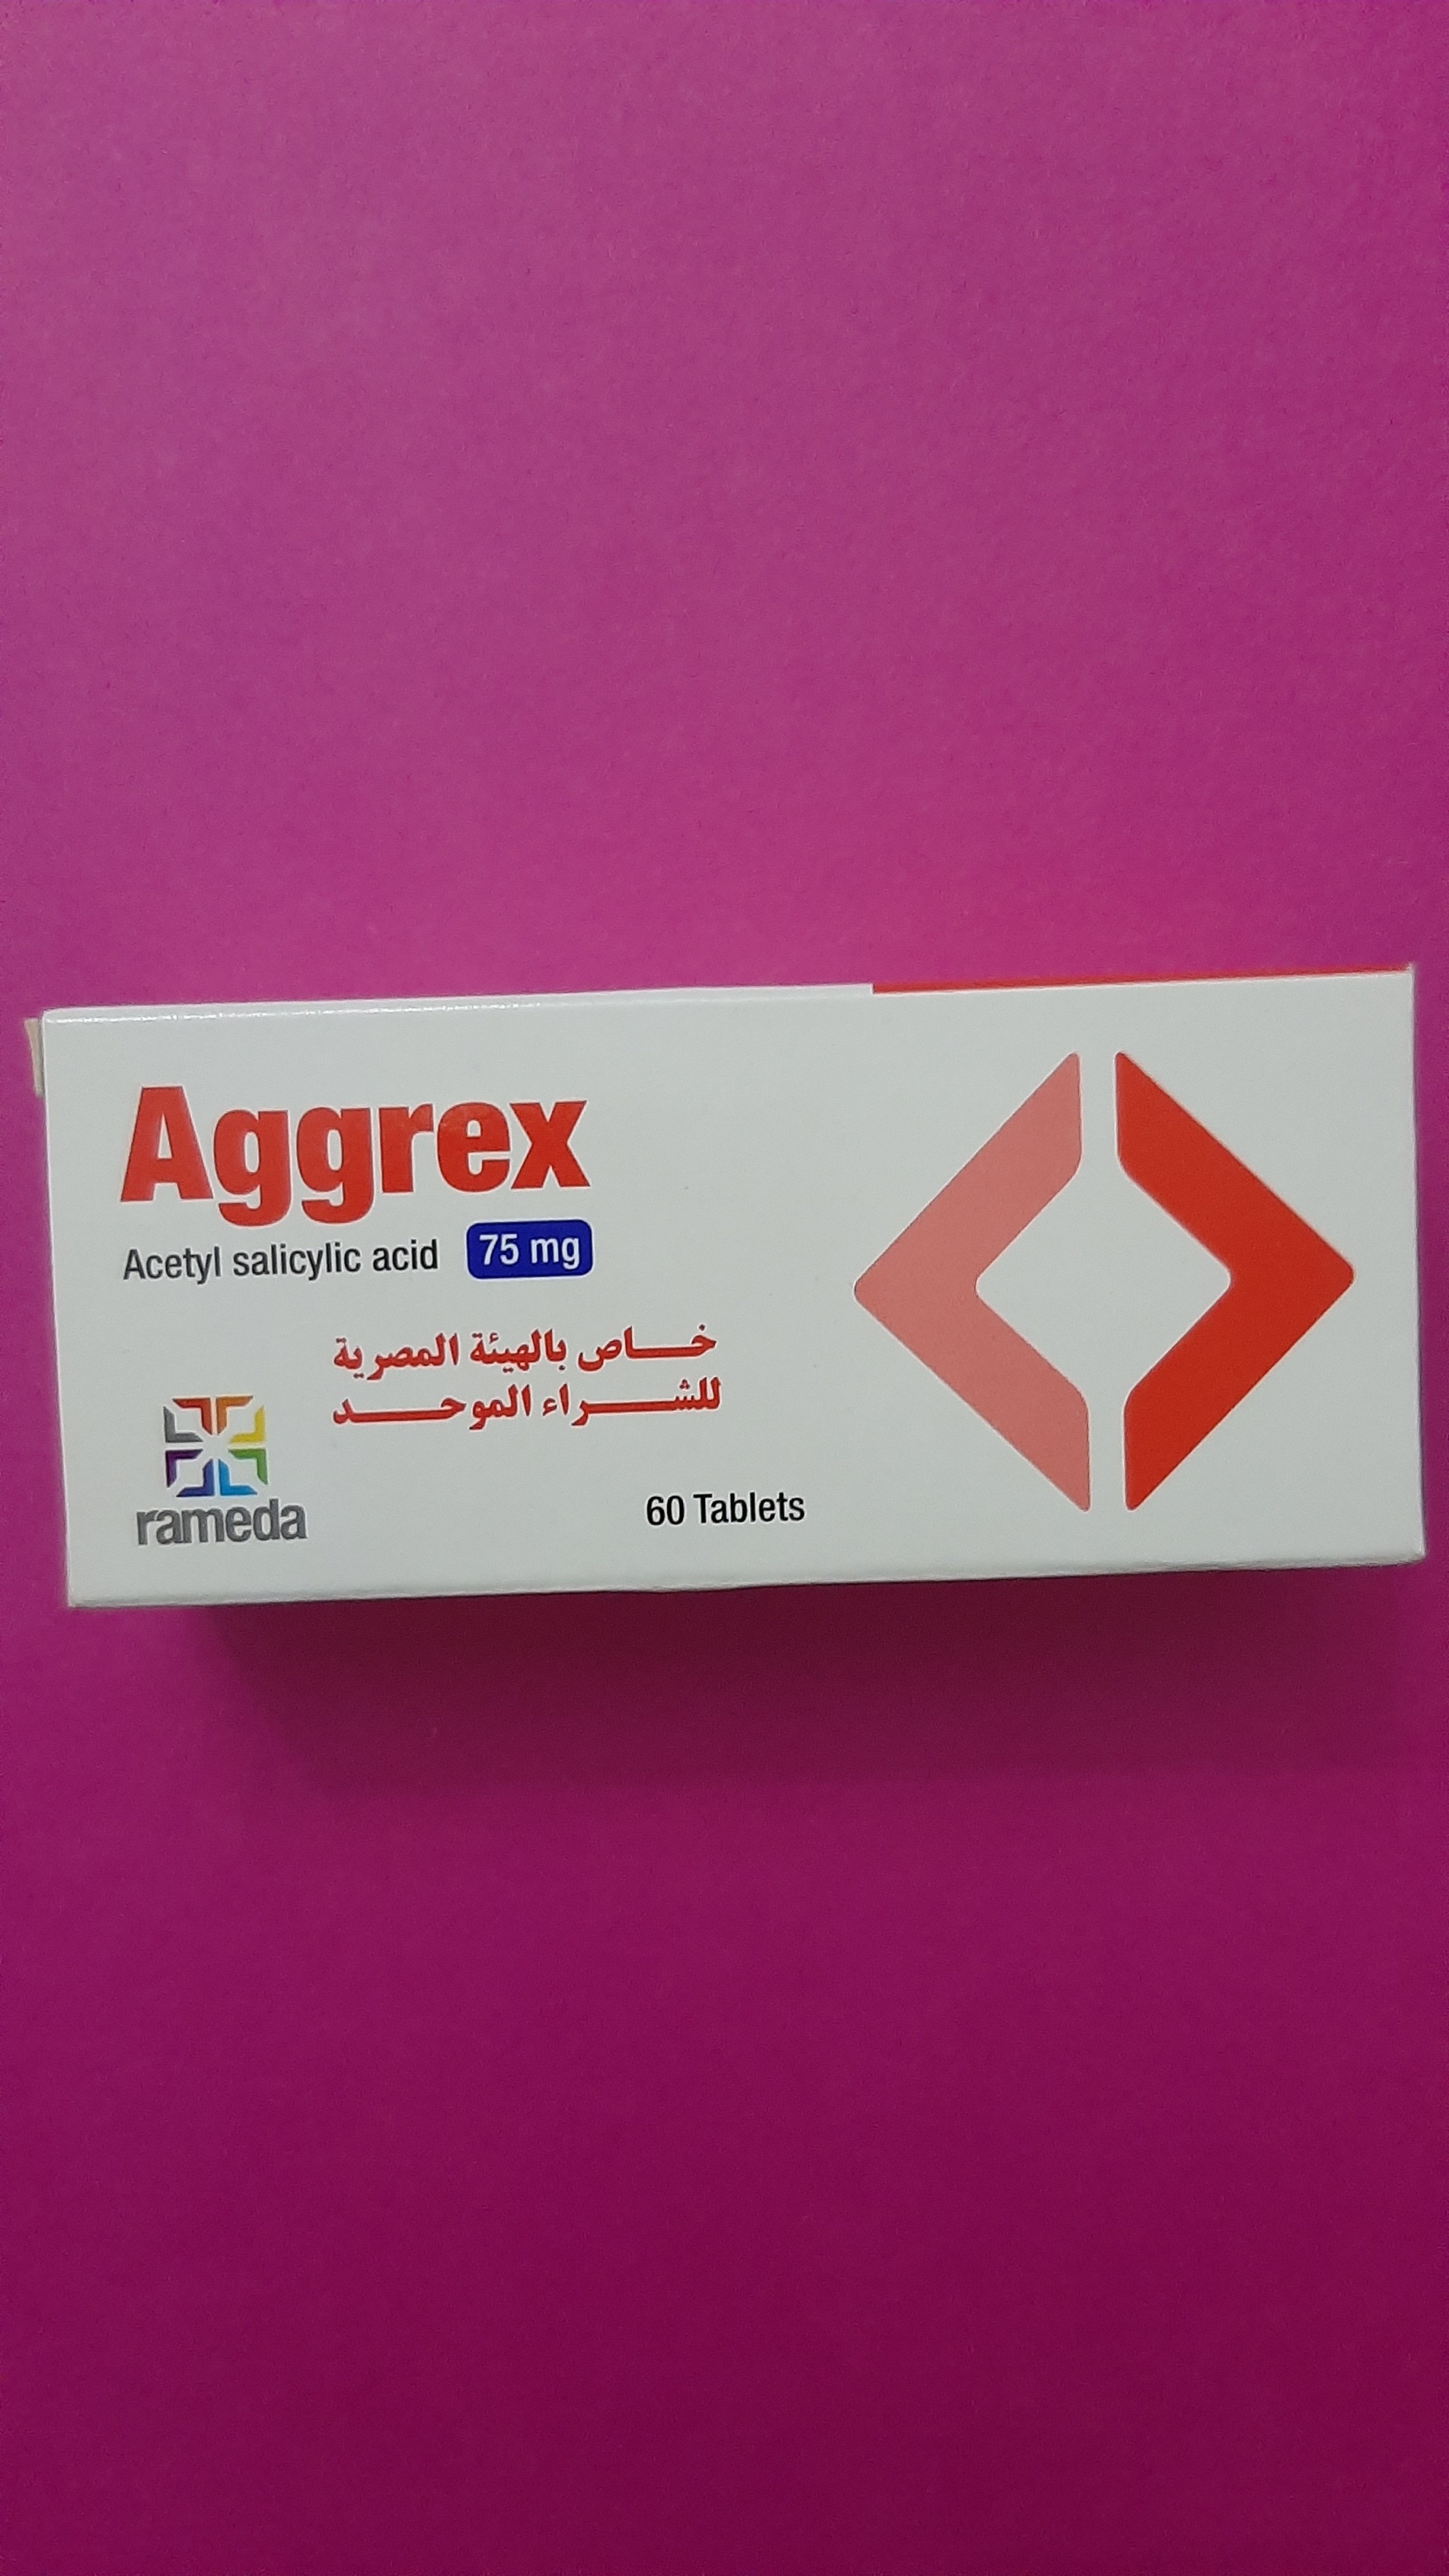 Aggrex
Acetyl salicylic acid 75 mg
خاص بالهيئة المصرية
للشراء الموحد
rameda
60 Tablets